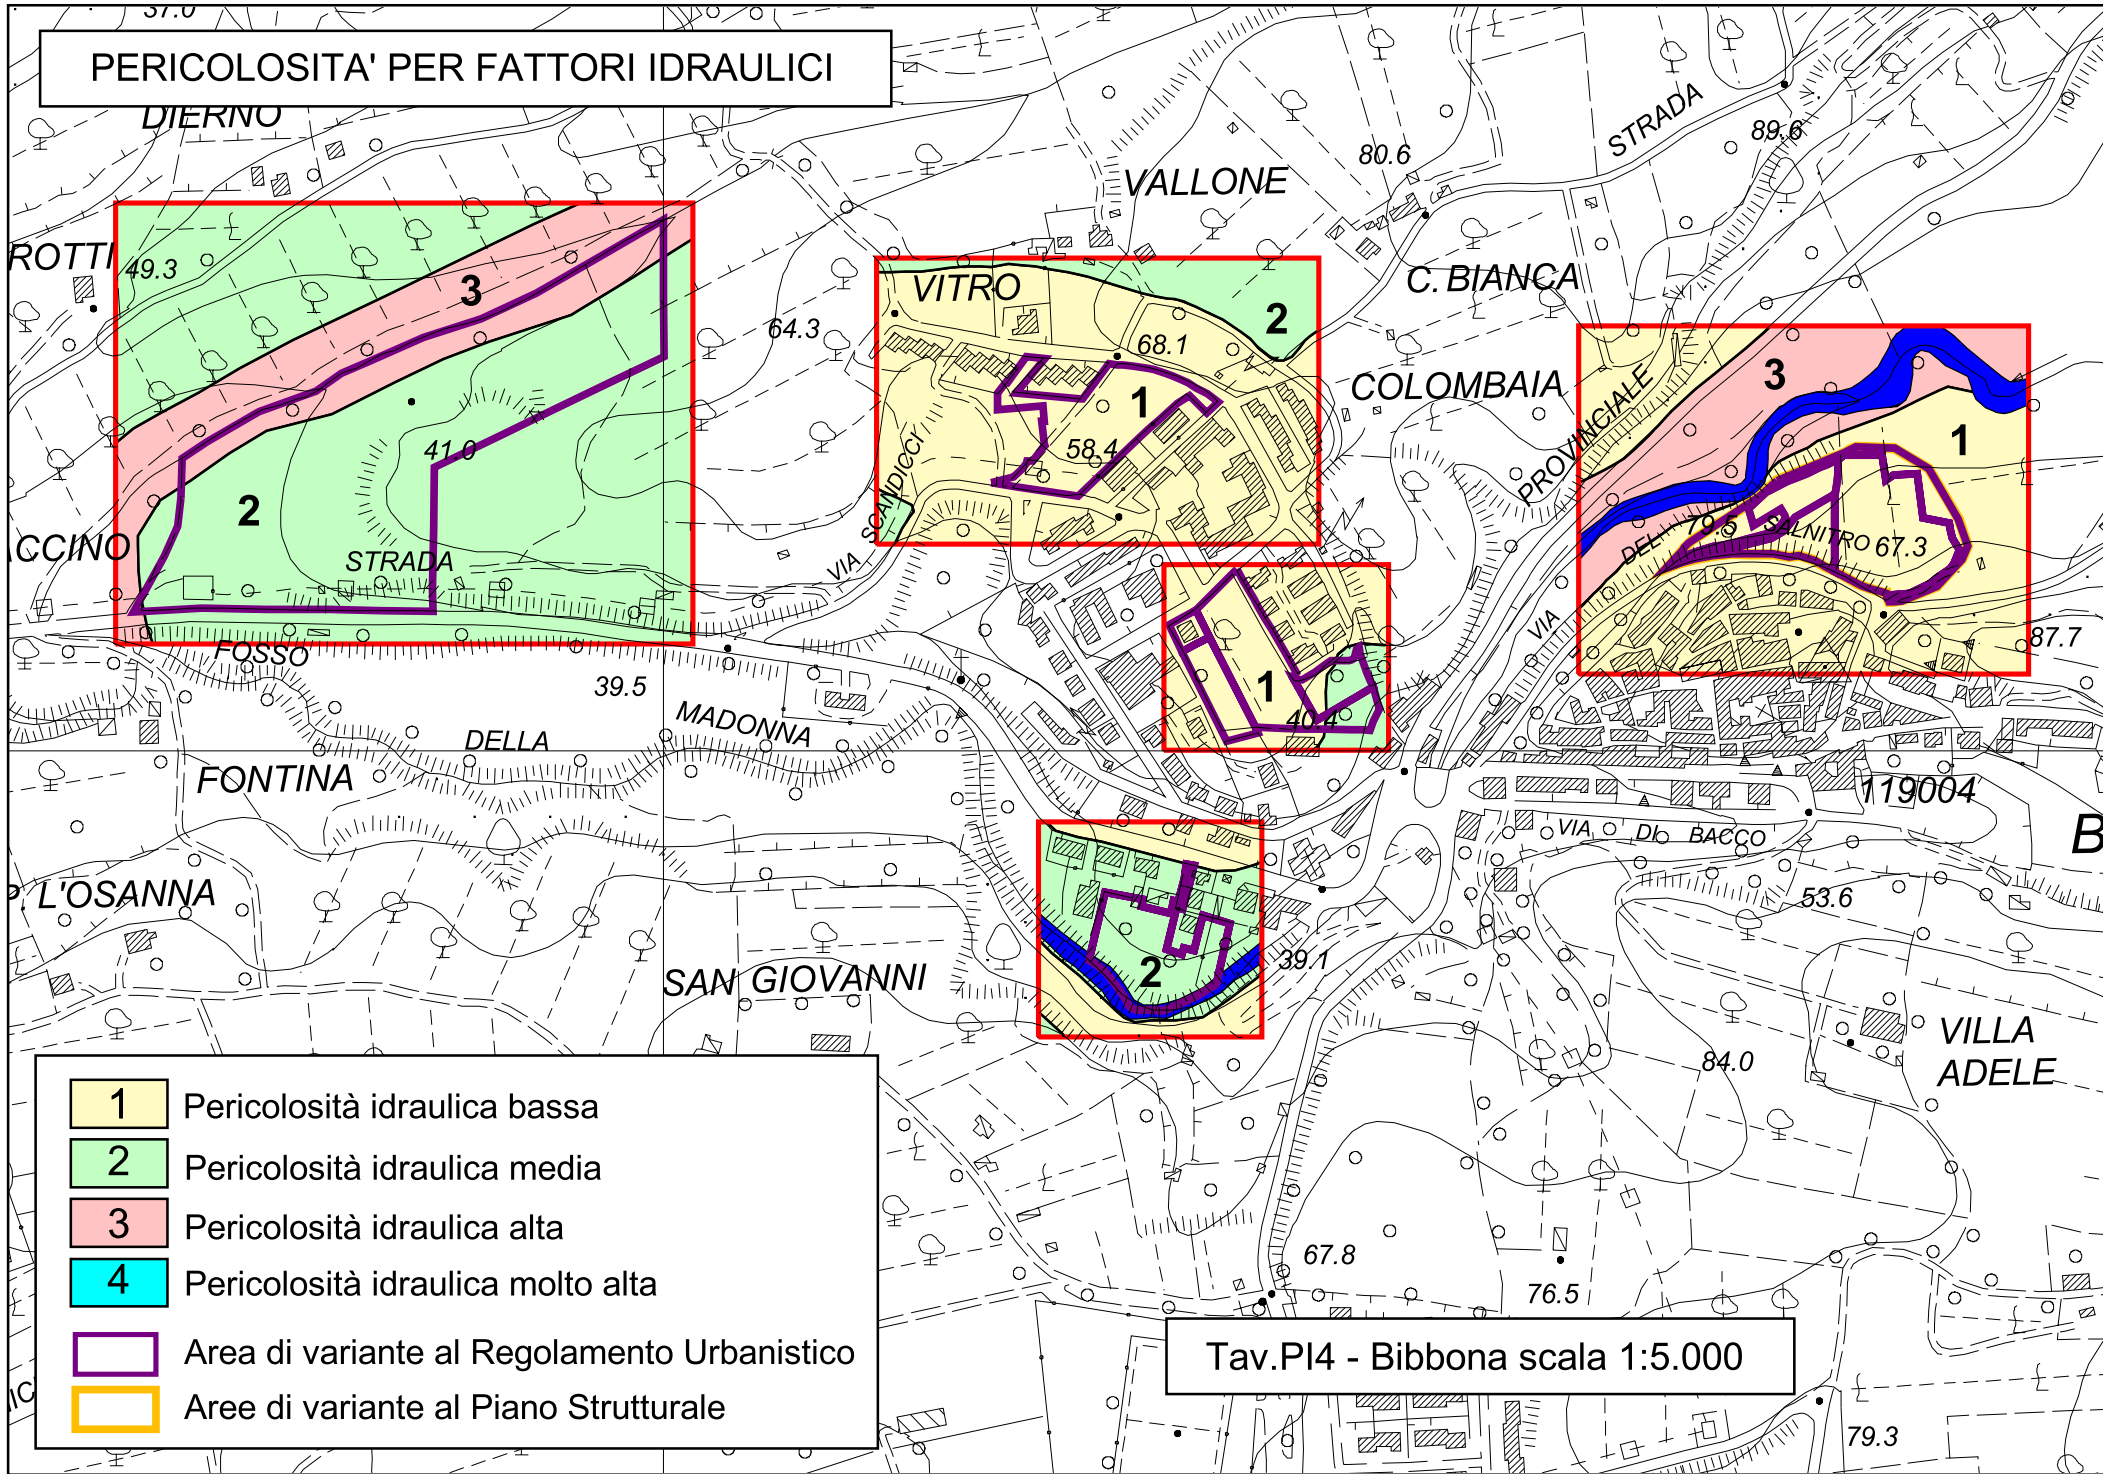 37.0
PERICOLOSITA' PER FATTORI IDRAULICI
DIERNO
STRADA
89.6
80.6
VALLONE
ROTTI
49.3
3
VITRO
C. BIANCA
64.3
2
68.1
COLOMBAIA
3
PROVINCIALE
1
58.4
41.0
1
2
VIA SCANDICCI
79.5
SALNITRO
67.3
ACCINO
STRADA
VIA DEL
FOSSO
39.5
87.7
1
40.4
MADONNA
DELLA
FONTINA
119004
VIA DI BACCO
B
P. L'OSANNA
53.6
SAN GIOVANNI
2
39.1
VILLA
ADELE
84.0
1 Pericolosità idraulica bassa
2 Pericolosità idraulica media
3 Pericolosità idraulica alta
4 Pericolosità idraulica molto alta
Area di variante al Regolamento Urbanistico
Aree di variante al Piano Strutturale
67.8
76.5
Tav.PI4 - Bibbona scala 1:5.000
79.3